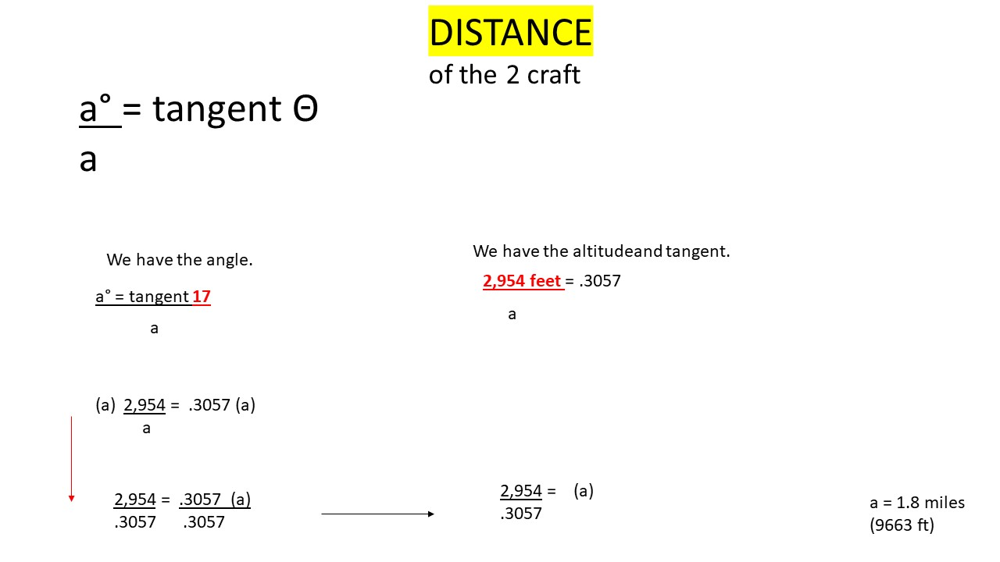 DISTANCE
of the 2 craft
a° = tangent Θ
a
We have the angle.
a° = tangent 17
a
We have the altitudeand tangent.
2,954 feet = .3057
a
(a) 2,954 = .3057 (a)
a
2,954 = .3057 (a)
.3057 .3057
2,954 = (a)
.3057
a = 1.8 miles
(9663 ft)